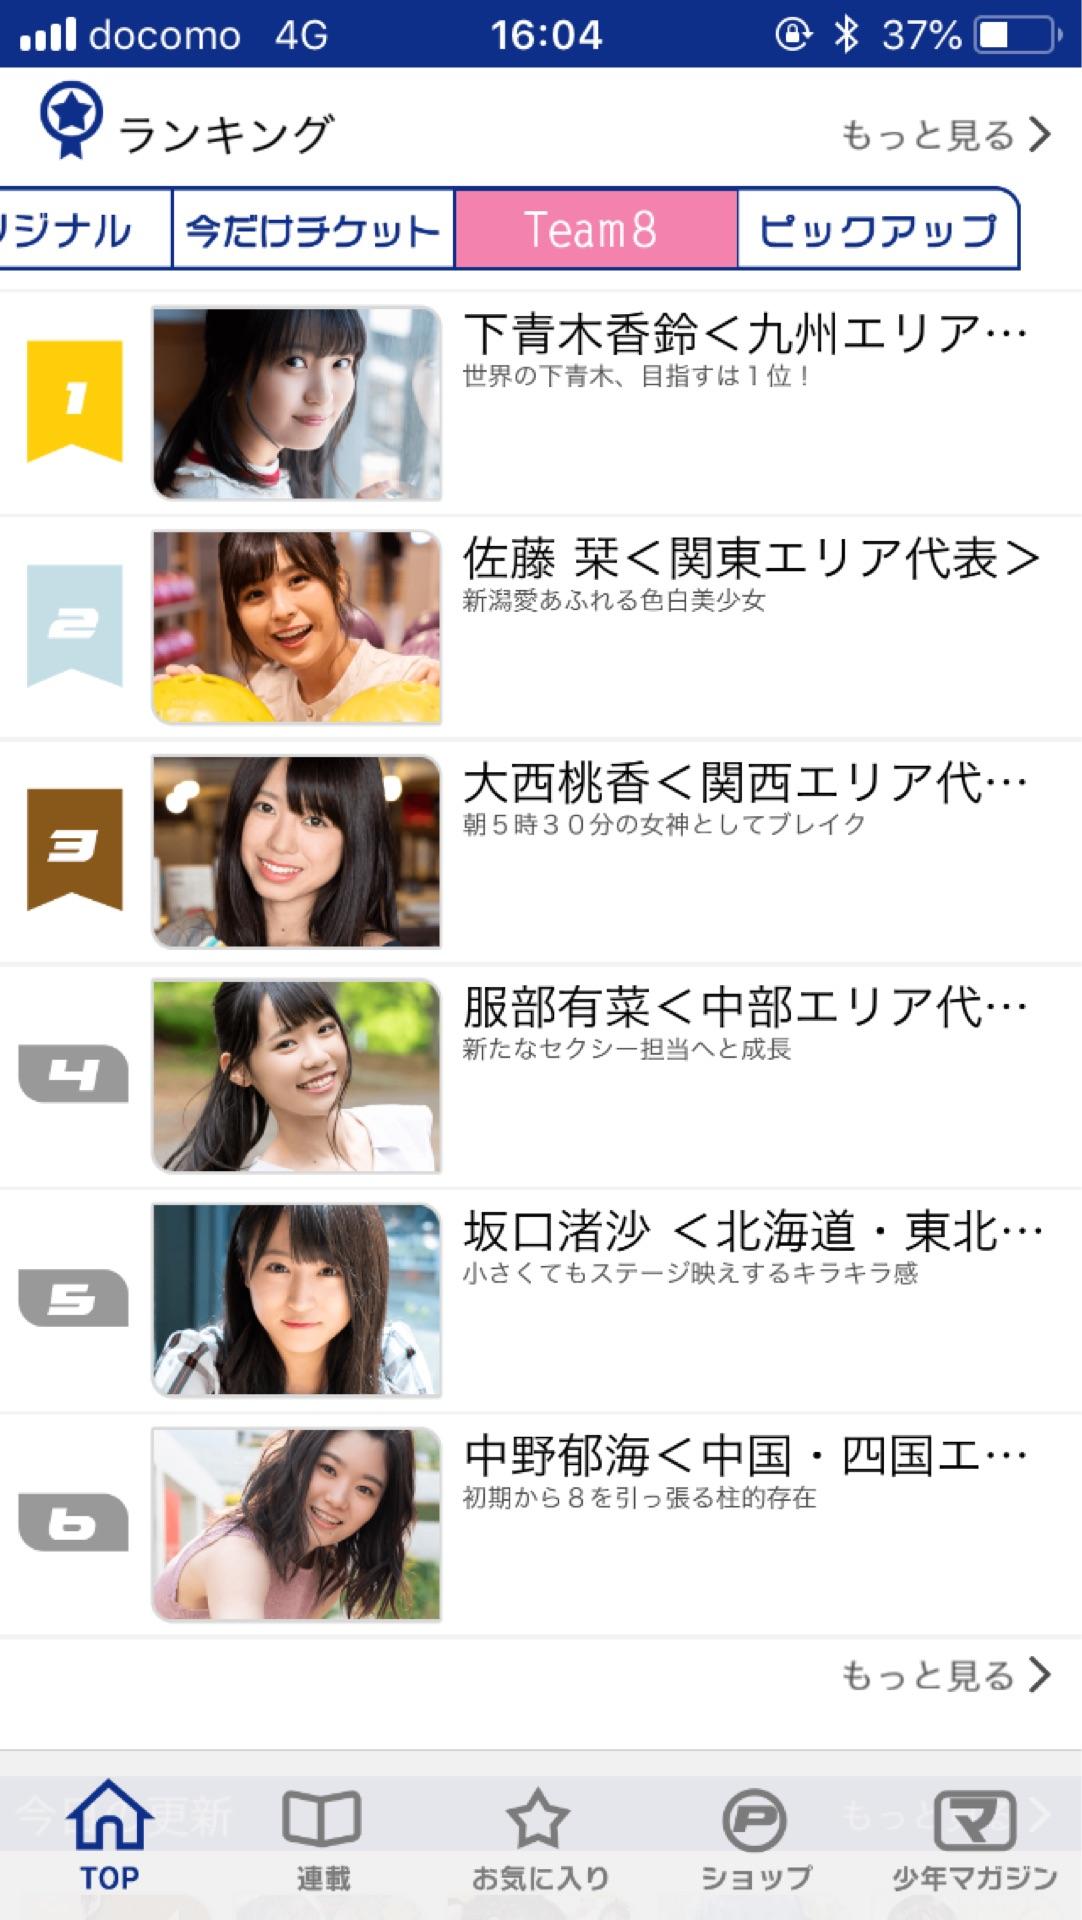 docomo 4G 16:04 37%
ランキング もっと見る
リジナル 今だけチケット Team8 ピックアップ
1
下青木香鈴＜九州エリア…
世界の下青木、目指すは１位！
2
佐藤 栞＜関東エリア代表＞
新潟愛あふれる色白美少女
3
大西桃香＜関西エリア代…
朝５時３０分の女神としてブレイク
4
服部有菜＜中部エリア代…
新たなセクシー担当へと成長
5
坂口渚沙 ＜北海道・東北…
小さくてもステージ映えするキラキラ感
6
中野郁海＜中国・四国エ…
初期から８を引っ張る柱的存在
もっと見る
今日の更新 もっと見る
P マ
TOP 連載 お気に入り ショップ 少年マガジン